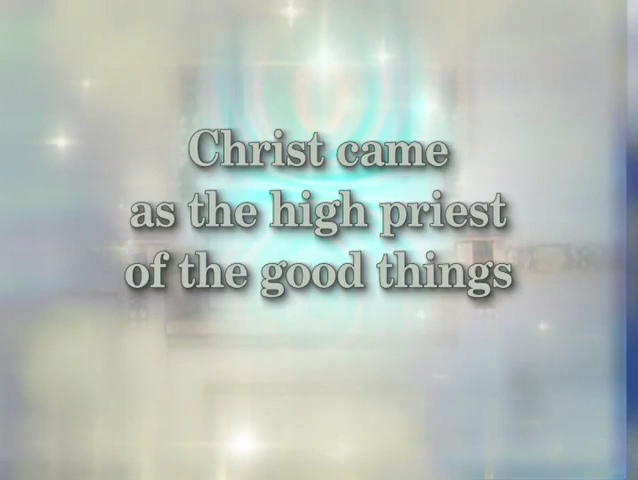 Christ came
as the high priest
of the good things